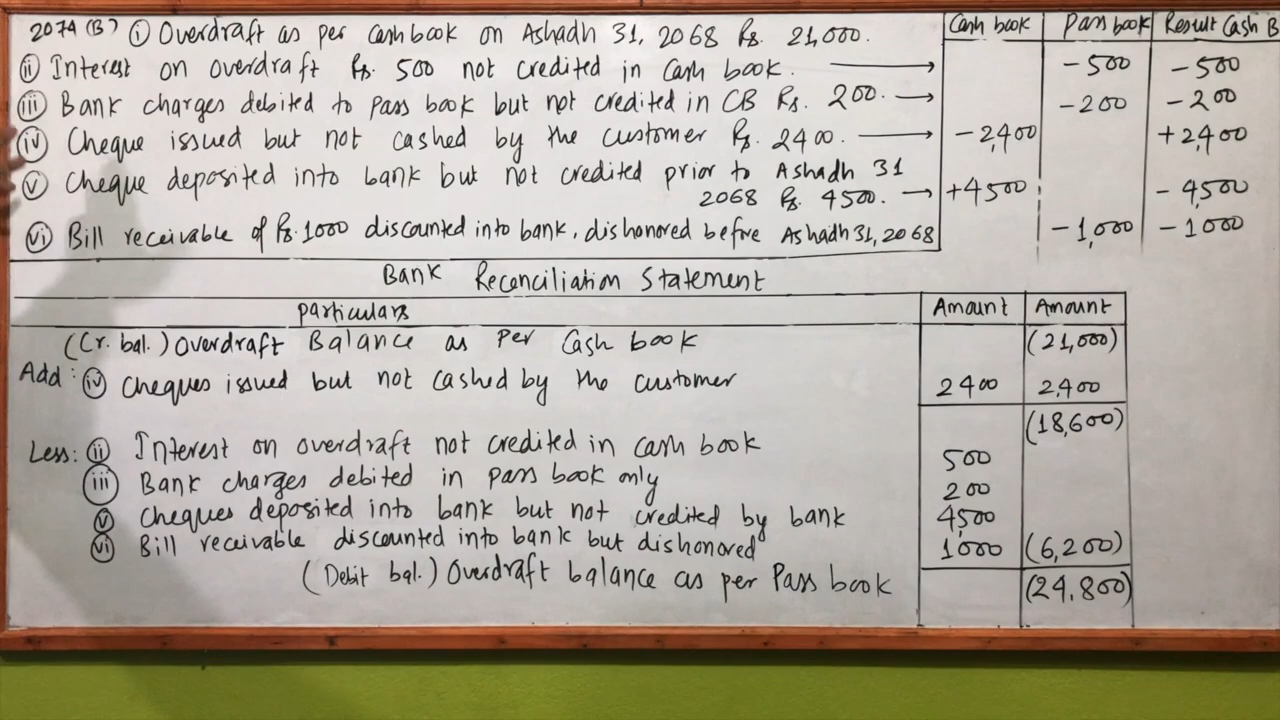 2074 (B) (i) Overdraft as per cash book on Ashadh 31, 2068 Rs. 21,000.
Cash book | Pass book | Result Cash B
(ii) Interest on overdraft Rs. 500 not credited in Cash book. → -500 -500
(iii) Bank charges debited to pass book but not credited in CB Rs. 200. → -200 -200
(iv) Cheque issued but not cashed by the customer Rs. 2400. → -2,400 +2,400
(v) Cheque deposited into bank but not credited prior to Ashadh 31
2068 Rs. 4500. → +4500 -4,500
(vi) Bill receivable of Rs. 1000 discounted into bank, dishonored before Ashadh 31, 2068 -1,000 -1000
Bank Reconciliation Statement
Particulars | Amount | Amount
(Cr. bal.) Overdraft Balance as Per Cash book (21,000)
Add: (iv) Cheques issued but not cashed by the customer 2400 2,400
(18,600)
Less: (ii) Interest on overdraft not credited in cash book 500
(iii) Bank charges debited in pass book only 200
(v) Cheques deposited into bank but not credited by bank 4500
(vi) Bill receivable discounted into bank but dishonored 1000 (6,200)
(Debit bal.) Overdraft balance as per Pass book (24,800)